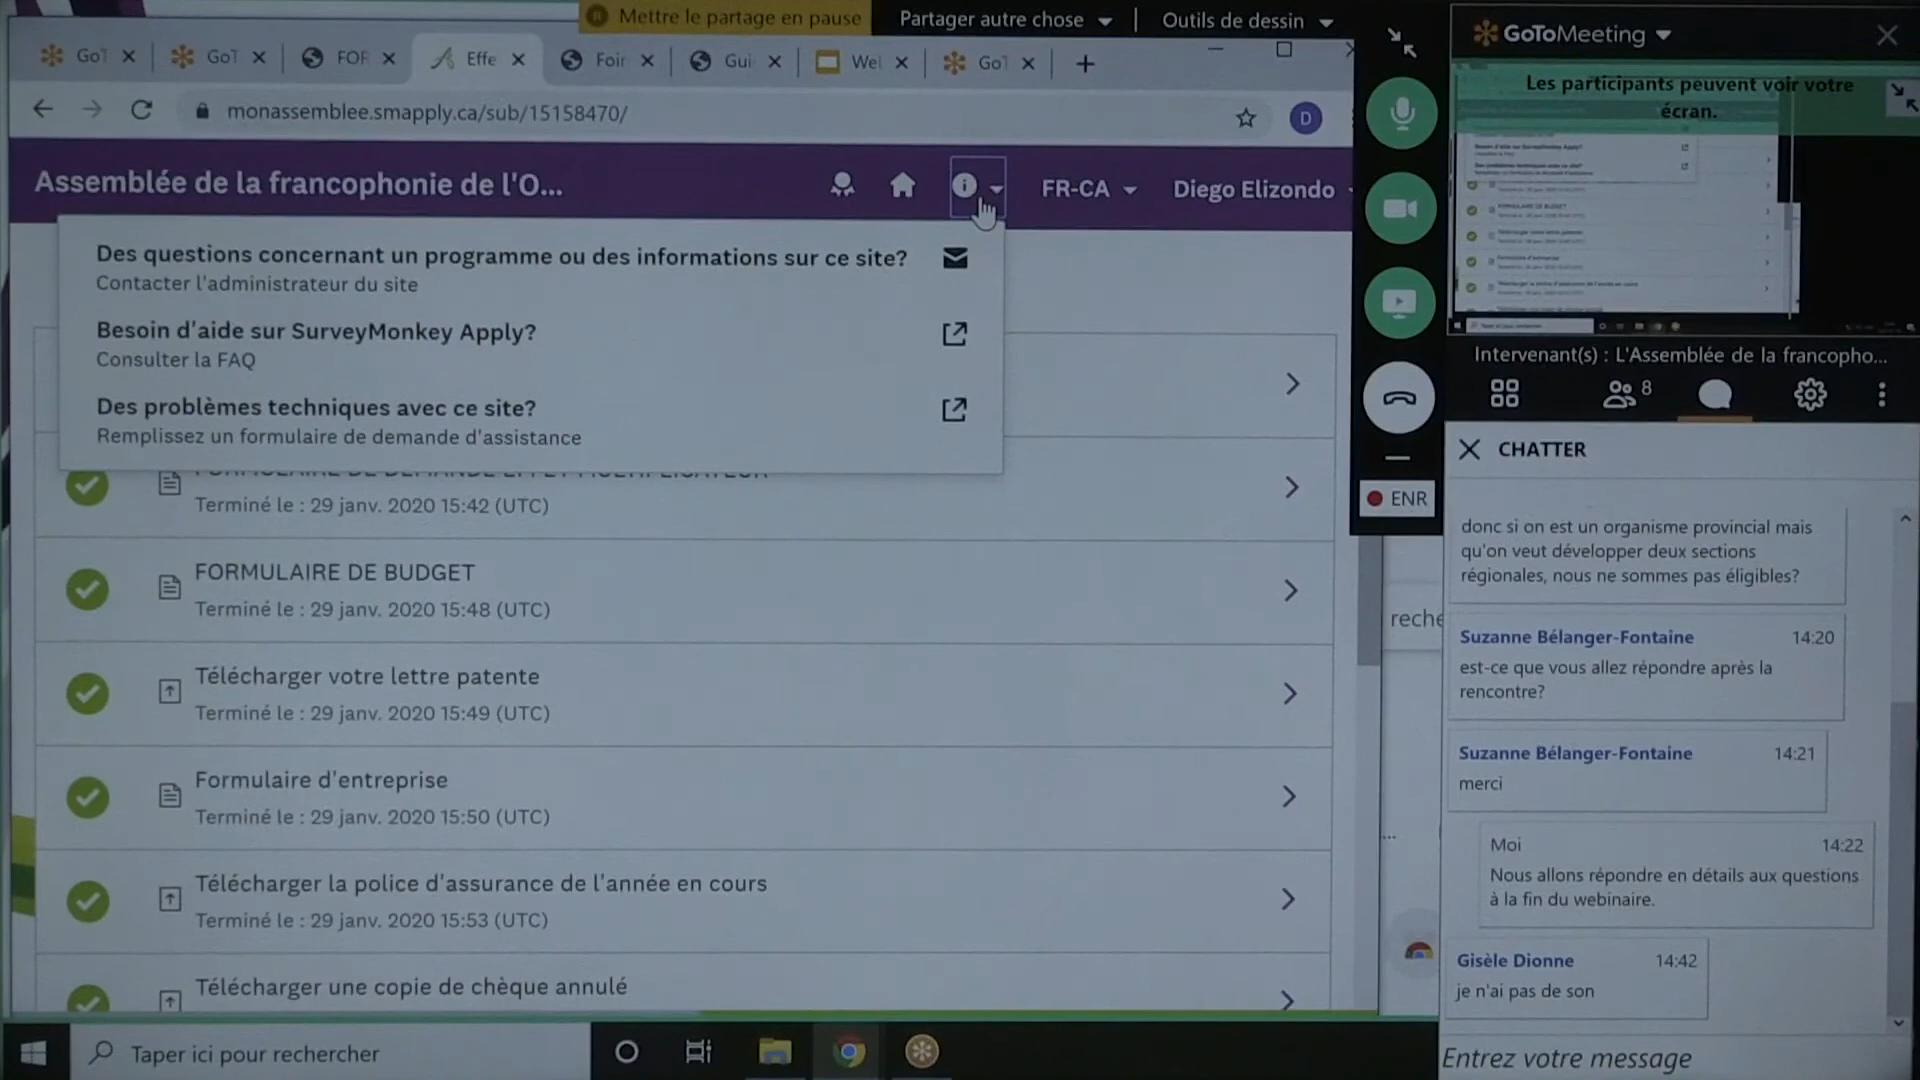 Mettre le partage en pause
Partager autre chose
Outils de dessin
GoT
GoT
FOR
Effe
Foir
Gui
We
GoT
monassemblee.smapply.ca/sub/15158470/
D
Assemblée de la francophonie de l'O...
FR-CA
Diego Elizondo
Des questions concernant un programme ou des informations sur ce site?
Contacter l'administrateur du site
Besoin d'aide sur SurveyMonkey Apply?
Consulter la FAQ
Des problèmes techniques avec ce site?
Remplissez un formulaire de demande d'assistance
Terminé le : 29 janv. 2020 15:42 (UTC)
FORMULAIRE DE BUDGET
Terminé le : 29 janv. 2020 15:48 (UTC)
Télécharger votre lettre patente
Terminé le : 29 janv. 2020 15:49 (UTC)
Formulaire d'entreprise
Terminé le : 29 janv. 2020 15:50 (UTC)
Télécharger la police d'assurance de l'année en cours
Terminé le : 29 janv. 2020 15:53 (UTC)
Télécharger une copie de chèque annulé
Taper ici pour rechercher
ENR
reche
GoToMeeting
Les participants peuvent voir votre
écran.
Intervenant(s) : L'Assemblée de la francopho...
8
CHATTER
donc si on est un organisme provincial mais
qu'on veut développer deux sections
régionales, nous ne sommes pas éligibles?
Suzanne Bélanger-Fontaine 14:20
est-ce que vous allez répondre après la
rencontre?
Suzanne Bélanger-Fontaine 14:21
merci
Moi 14:22
Nous allons répondre en détails aux questions
à la fin du webinaire.
Gisèle Dionne 14:42
je n'ai pas de son
Entrez votre message